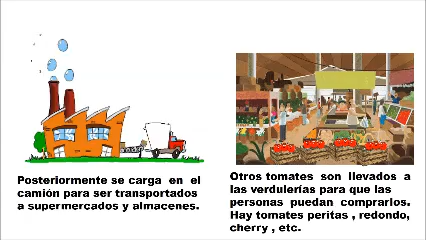 Posteriormente se carga en el
camión para ser transportados
a supermercados y almacenes.
Otros tomates son llevados a
las verdulerías para que las
personas puedan comprarlos.
Hay tomates peritas , redondo,
cherry , etc.